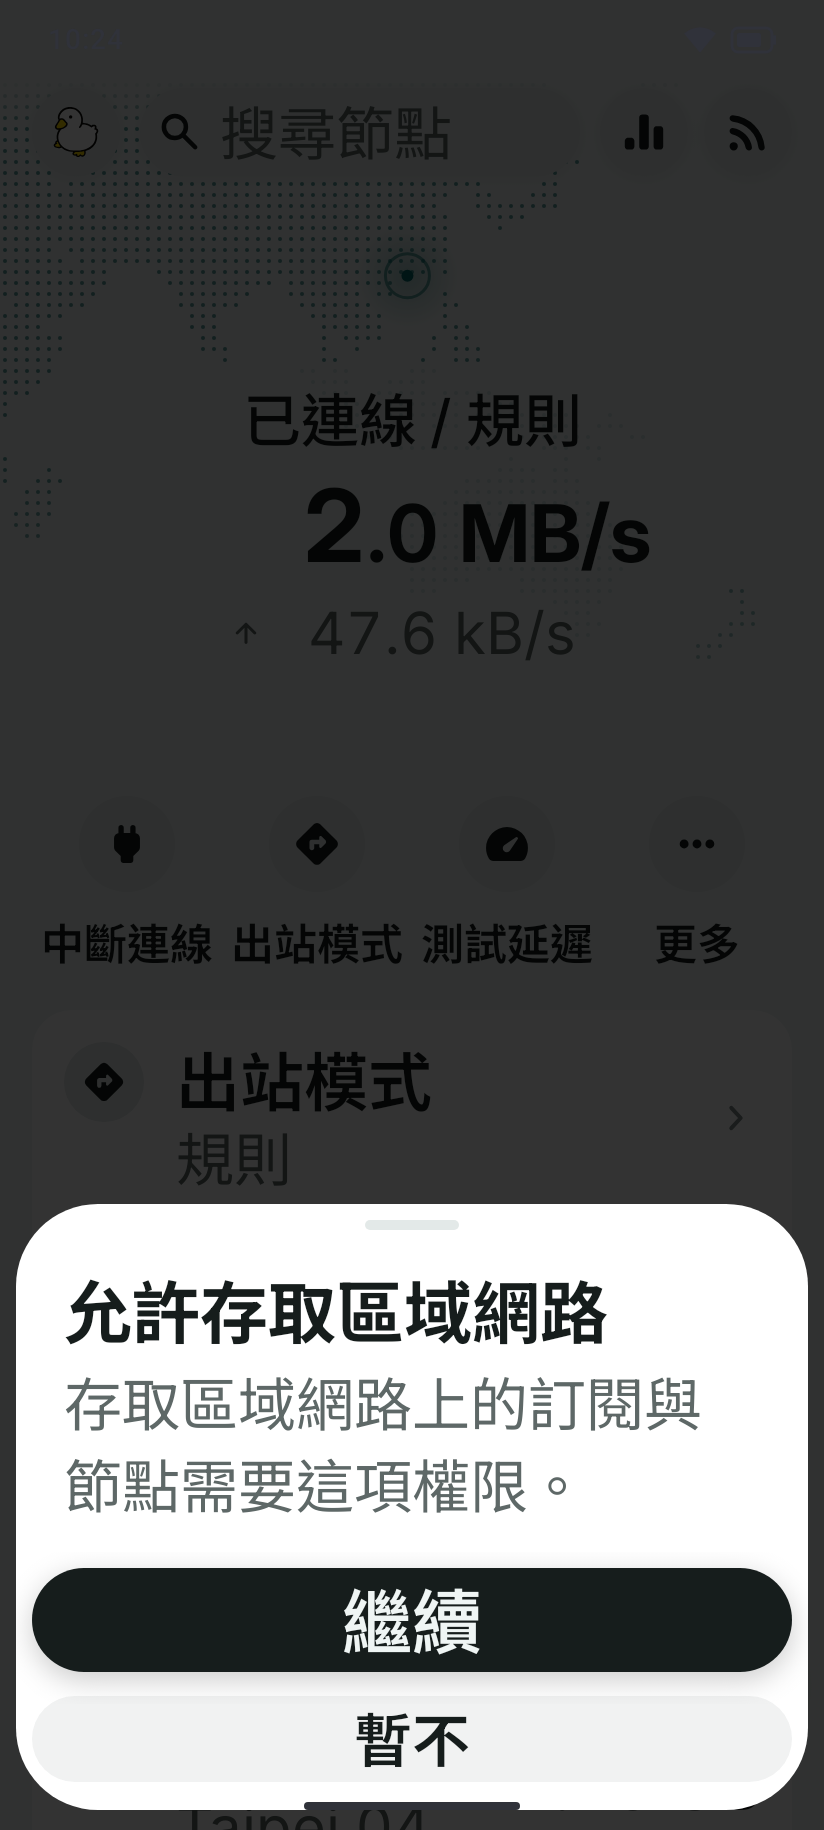 搜尋節點
已連線 / 規則
2.0 MB/s
↑ 47.6 kB/s
中斷連線 出站模式 測試延遲 更多
出站模式
規則
允許存取區域網路
存取區域網路上的訂閱與
節點需要這項權限。
繼續
暫不
Taipei 04